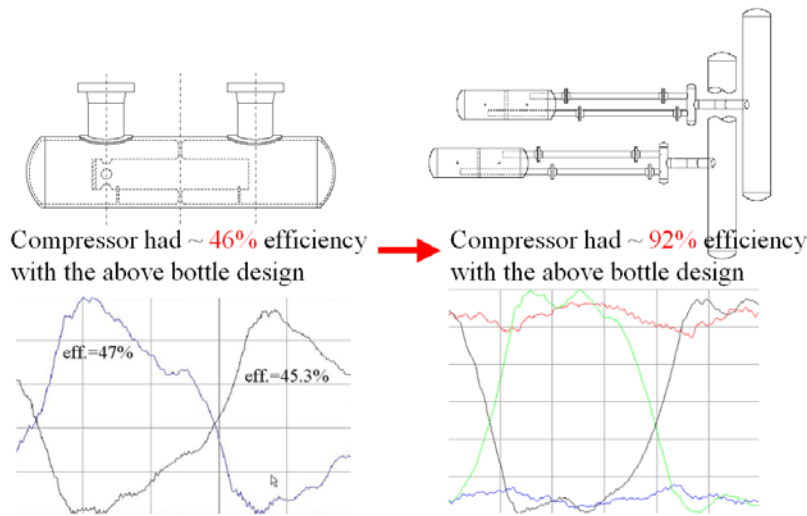 Compressor had ~ 46% efficiency
with the above bottle design
Compressor had ~ 92% efficiency
with the above bottle design
eff.=47%
eff.=45.3%